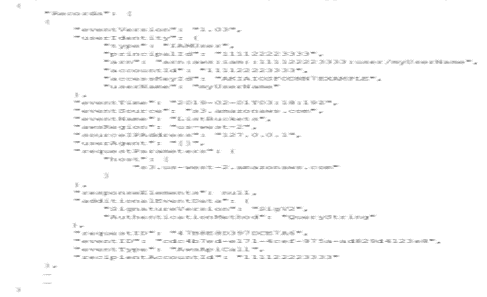 {
"Records": [
{
"eventVersion": "1.03",
"userIdentity": {
"type": "IAMUser",
"principalId": "111122223333",
"arn": "arn:aws:iam::111122223333:user/myUserName",
"accountId": "111122223333",
"accessKeyId": "AKIAIOSFODNN7EXAMPLE",
"userName": "myUserName"
},
"eventTime": "2019-02-01T03:18:19Z",
"eventSource": "s3.amazonaws.com",
"eventName": "ListBuckets",
"awsRegion": "us-west-2",
"sourceIPAddress": "127.0.0.1",
"userAgent": "[]",
"requestParameters": {
"host": [
"s3.us-west-2.amazonaws.com"
]
},
"responseElements": null,
"additionalEventData": {
"SignatureVersion": "SigV2",
"AuthenticationMethod": "QueryString"
},
"requestID": "47B8E8D397DCE7A6",
"eventID": "cdc4b7ed-e171-4cef-975a-ad829d4123e8",
"eventType": "AwsApiCall",
"recipientAccountId": "111122223333"
},
…
…
}